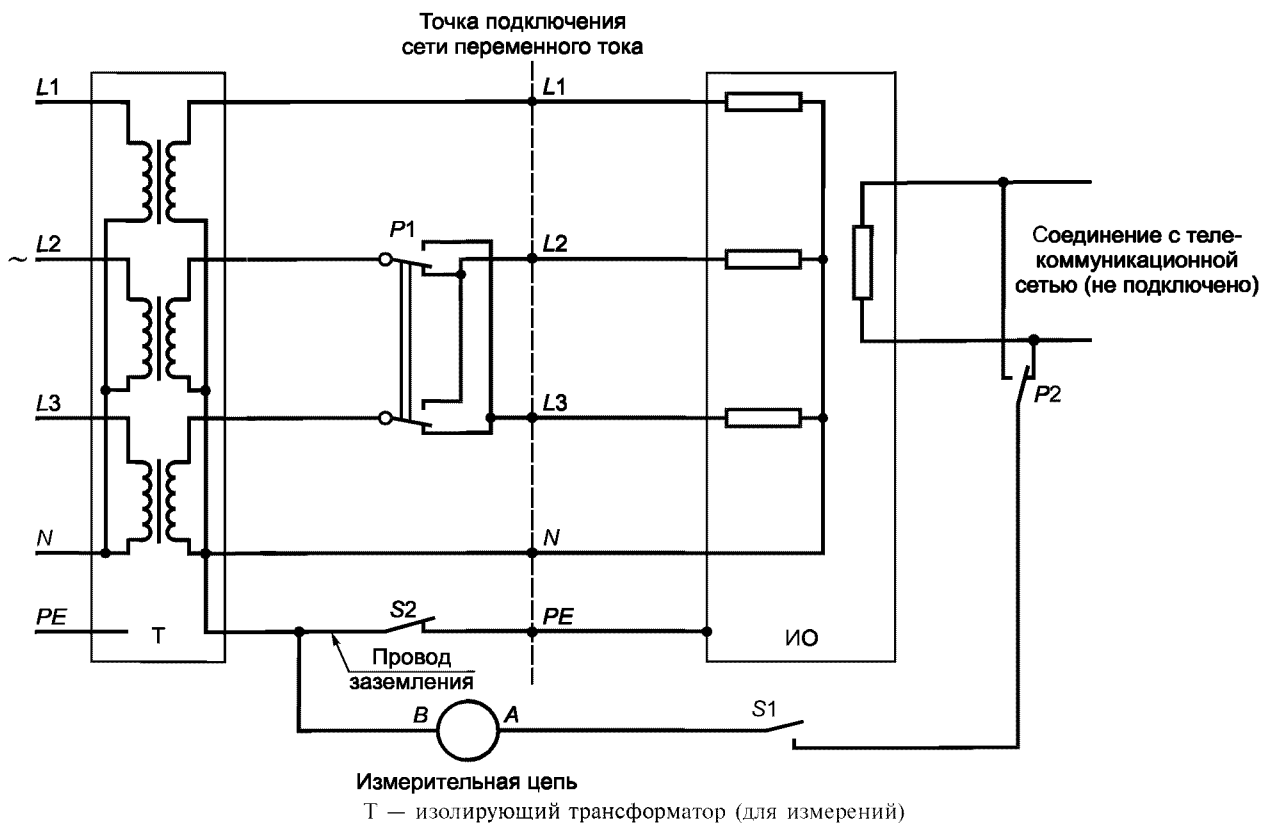 Точка подключения
сети переменного тока
L1
L1
P1
~ L2
L2
Соединение с теле-
коммуникационной
сетью (не подключено)
L3
L3
P2
N
N
PE
T
S2
PE
ИО
Провод
заземления
B
A
S1
Измерительная цепь
Т — изолирующий трансформатор (для измерений)